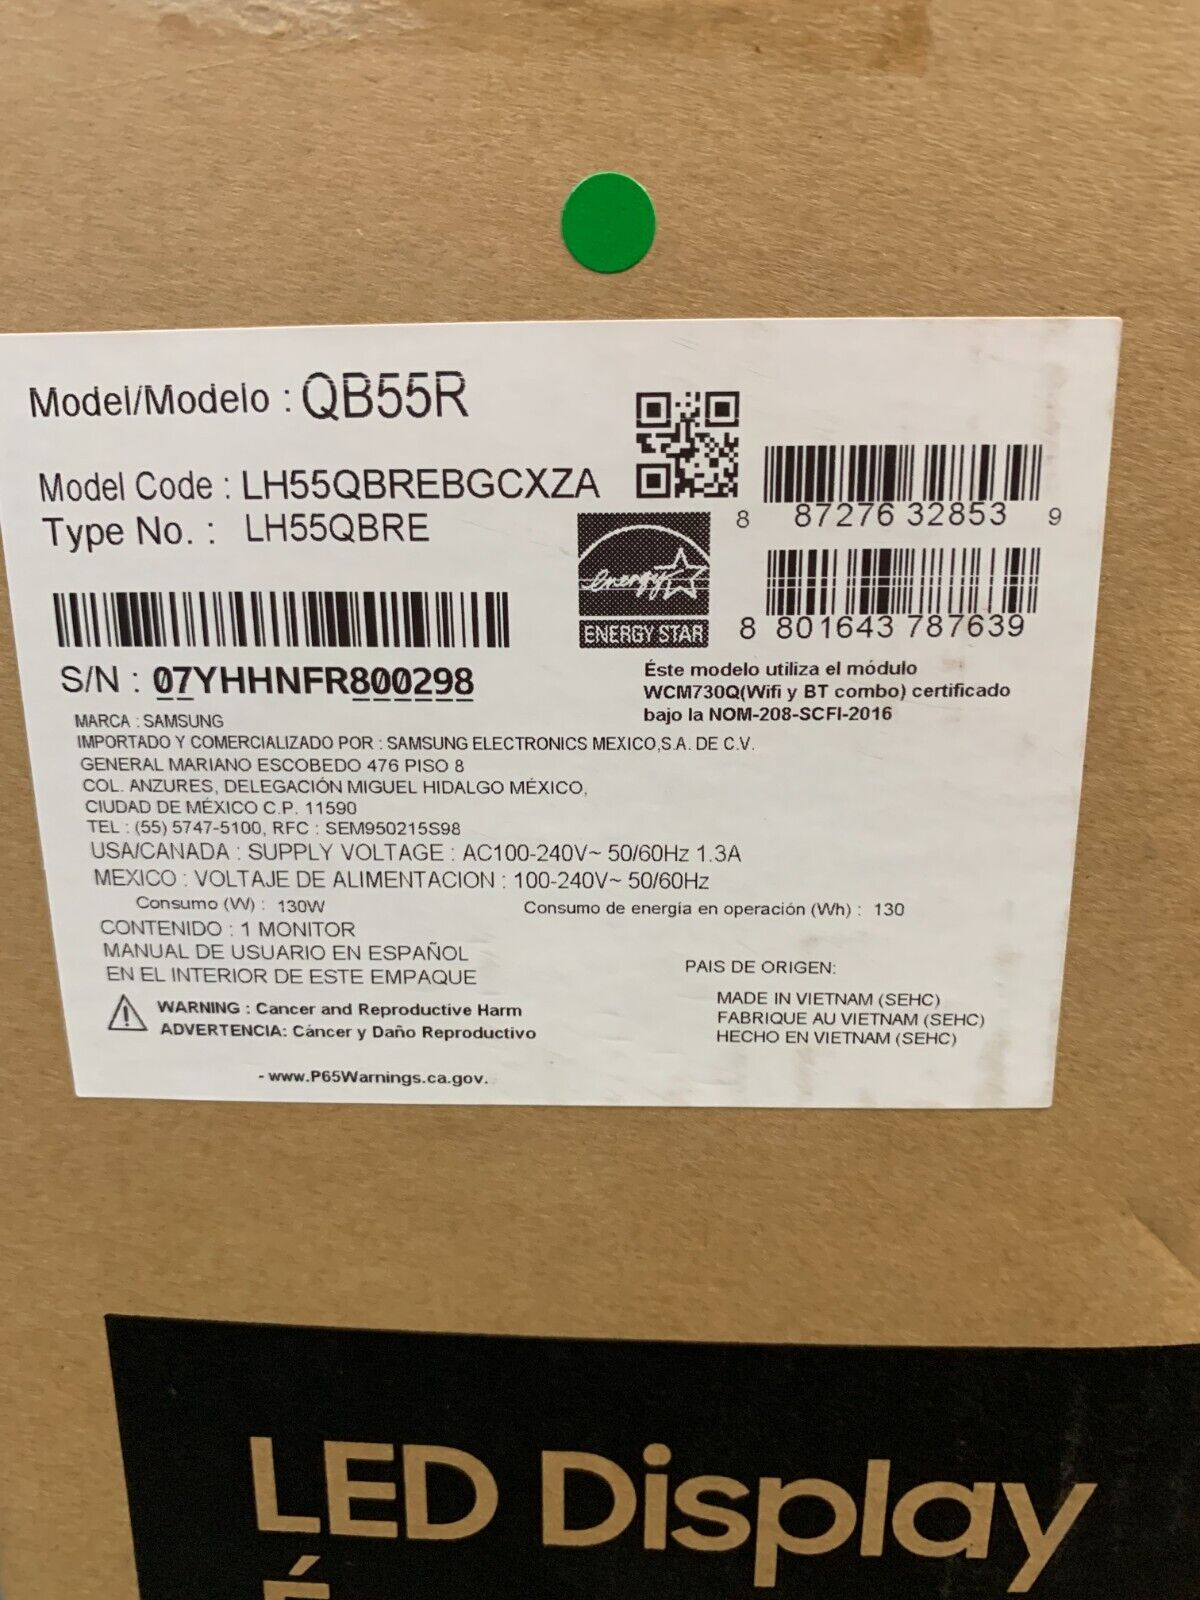 Model/Modelo : QB55R
Model Code : LH55QBREBGCXZA
Type No. : LH55QBRE
8 87276 32853 9
energy
ENERGY STAR
8 801643 787639
S/N : 07YHHNFR800298
Éste modelo utiliza el módulo
WCM730Q(Wifi y BT combo) certificado
bajo la NOM-208-SCFI-2016
MARCA : SAMSUNG
IMPORTADO Y COMERCIALIZADO POR : SAMSUNG ELECTRONICS MEXICO,S.A. DE C.V.
GENERAL MARIANO ESCOBEDO 476 PISO 8
COL. ANZURES, DELEGACIÓN MIGUEL HIDALGO MÉXICO,
CIUDAD DE MÉXICO C.P. 11590
TEL : (55) 5747-5100, RFC : SEM950215S98
USA/CANADA : SUPPLY VOLTAGE : AC100-240V~ 50/60Hz 1.3A
MEXICO : VOLTAJE DE ALIMENTACION : 100-240V~ 50/60Hz
Consumo (W) : 130W
Consumo de energía en operación (Wh) : 130
CONTENIDO : 1 MONITOR
MANUAL DE USUARIO EN ESPAÑOL
EN EL INTERIOR DE ESTE EMPAQUE
PAIS DE ORIGEN:
MADE IN VIETNAM (SEHC)
FABRIQUE AU VIETNAM (SEHC)
HECHO EN VIETNAM (SEHC)
WARNING : Cancer and Reproductive Harm
ADVERTENCIA: Cáncer y Daño Reproductivo
- www.P65Warnings.ca.gov.
LED Display